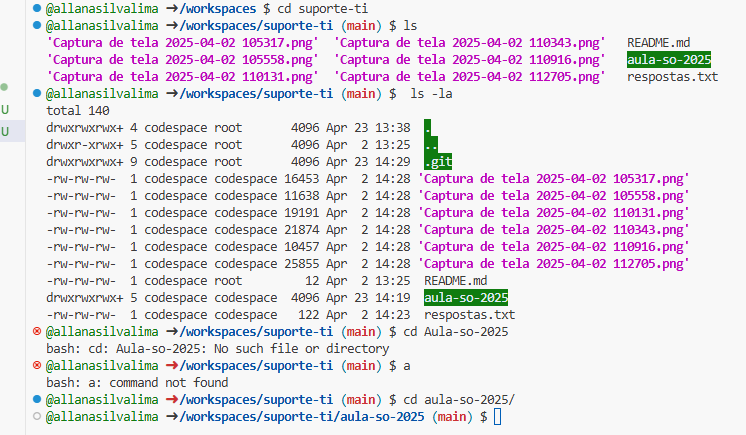 @allanasilvalima ➜/workspaces $ cd suporte-ti
@allanasilvalima ➜/workspaces/suporte-ti (main) $ ls
'Captura de tela 2025-04-02 105317.png'  'Captura de tela 2025-04-02 110343.png'   README.md
'Captura de tela 2025-04-02 105558.png'  'Captura de tela 2025-04-02 110916.png'   aula-so-2025
'Captura de tela 2025-04-02 110131.png'  'Captura de tela 2025-04-02 112705.png'   respostas.txt
@allanasilvalima ➜/workspaces/suporte-ti (main) $  ls -la
total 140
drwxrwxrwx+ 4 codespace root       4096 Apr 23 13:38 .
drwxr-xrwx+ 5 codespace root       4096 Apr  2 13:25 ..
drwxrwxrwx+ 9 codespace root       4096 Apr 23 14:29 .git
-rw-rw-rw-  1 codespace codespace 16453 Apr  2 14:28 'Captura de tela 2025-04-02 105317.png'
-rw-rw-rw-  1 codespace codespace 11638 Apr  2 14:28 'Captura de tela 2025-04-02 105558.png'
-rw-rw-rw-  1 codespace codespace 19191 Apr  2 14:28 'Captura de tela 2025-04-02 110131.png'
-rw-rw-rw-  1 codespace codespace 21874 Apr  2 14:28 'Captura de tela 2025-04-02 110343.png'
-rw-rw-rw-  1 codespace codespace 10457 Apr  2 14:28 'Captura de tela 2025-04-02 110916.png'
-rw-rw-rw-  1 codespace codespace 25855 Apr  2 14:28 'Captura de tela 2025-04-02 112705.png'
-rw-rw-rw-  1 codespace root         12 Apr  2 13:25  README.md
drwxrwxrwx+ 5 codespace codespace  4096 Apr 23 14:19  aula-so-2025
-rw-rw-rw-  1 codespace codespace   122 Apr  2 14:23  respostas.txt
@allanasilvalima ➜/workspaces/suporte-ti (main) $ cd Aula-so-2025
bash: cd: Aula-so-2025: No such file or directory
@allanasilvalima ➜/workspaces/suporte-ti (main) $ a
bash: a: command not found
@allanasilvalima ➜/workspaces/suporte-ti (main) $ cd aula-so-2025/
@allanasilvalima ➜/workspaces/suporte-ti/aula-so-2025 (main) $
U
U